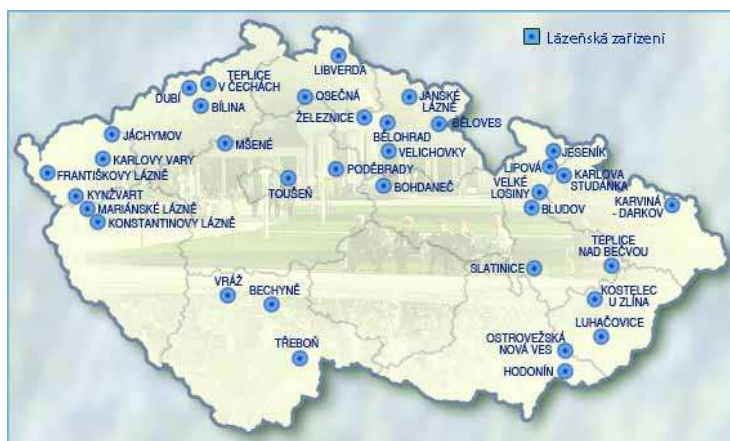 Lázeňská zařízení
LIBVERDA
TEPLICE
V ČECHÁCH
DUBÍ
BÍLINA
OSEČNÁ
JANSKÉ
LÁZNĚ
ŽELEZNICE
BĚLOHRAD
BĚLOVES
JÁCHYMOV
MŠENÉ
VELICHOVKY
JESENÍK
KARLOVY VARY
LIPOVÁ
KARLOVA
STUDÁNKA
FRANTIŠKOVY LÁZNĚ
PODĚBRADY
TOUŠEŇ
BOHDANEČ
VELKÉ
LOSINY
KYNŽVART
MARIÁNSKÉ LÁZNĚ
BLUDOV
KARVINÁ
- DARKOV
KONSTANTINOVY LÁZNĚ
TEPLICE
NAD BEČVOU
SLATINICE
VRÁŽ
BECHYNĚ
KOSTELEC
U ZLÍNA
LUHAČOVICE
TŘEBOŇ
OSTROVEŽSKÁ
NOVÁ VES
HODONÍN